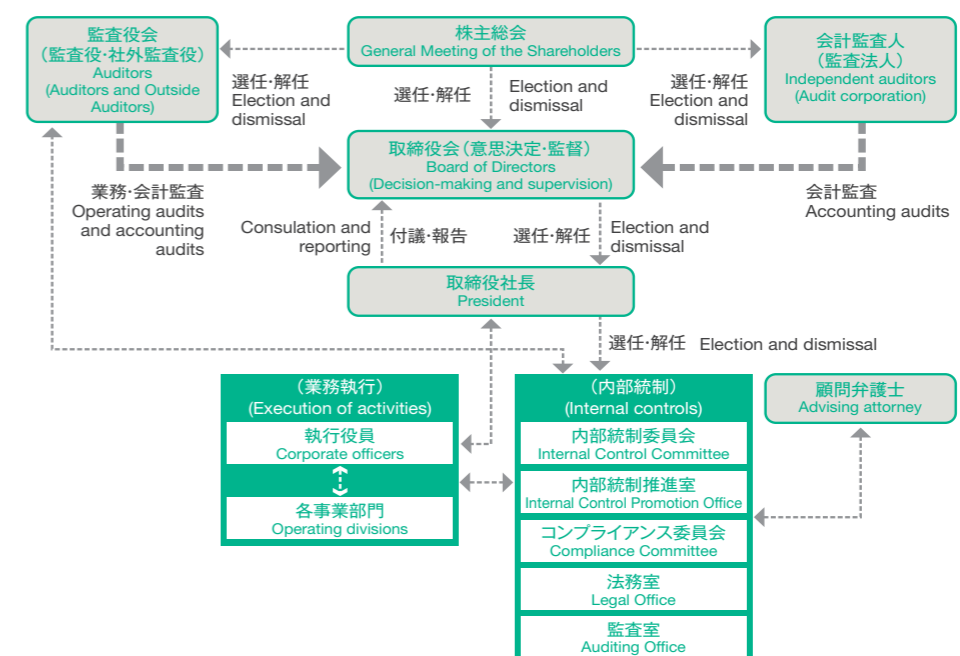 監査役会
（監査役・社外監査役）
Auditors
(Auditors and Outside
Auditors)
株主総会
General Meeting of the Shareholders
会計監査人
（監査法人）
Independent auditors
(Audit corporation)
選任・解任
Election and
dismissal
選任・解任
Election and
dismissal
選任・解任
Election and
dismissal
取締役会（意思決定・監督）
Board of Directors
(Decision-making and supervision)
業務・会計監査
Operating audits
and accounting
audits
会計監査
Accounting audits
Consulation and
reporting
付議・報告
選任・解任
Election and
dismissal
取締役社長
President
選任・解任 Election and dismissal
（業務執行）
(Execution of activities)
執行役員
Corporate officers
各事業部門
Operating divisions
（内部統制）
(Internal controls)
内部統制委員会
Internal Control Committee
内部統制推進室
Internal Control Promotion Office
コンプライアンス委員会
Compliance Committee
法務室
Legal Office
監査室
Auditing Office
顧問弁護士
Advising attorney